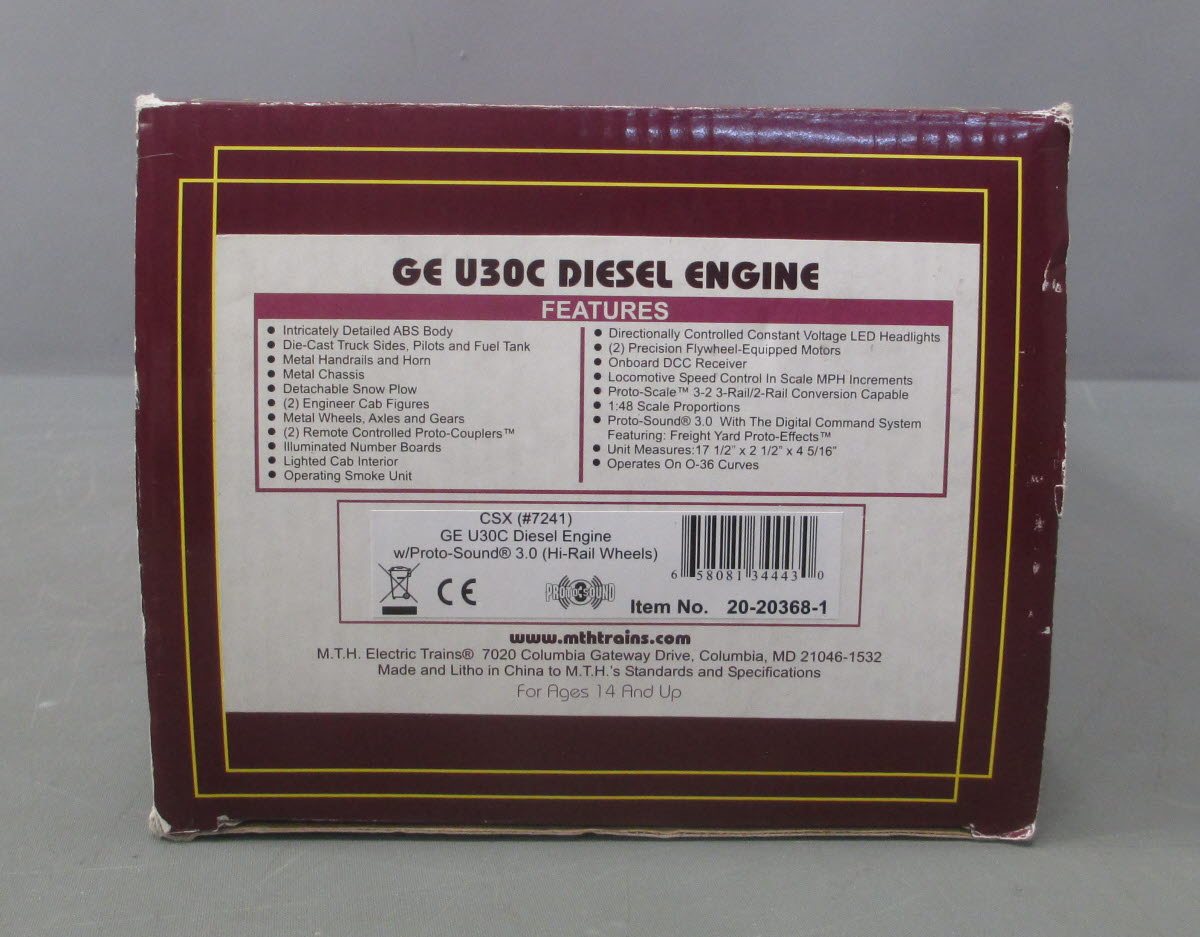 GE U30C DIESEL ENGINE
FEATURES
● Intricately Detailed ABS Body
● Die-Cast Truck Sides, Pilots and Fuel Tank
● Metal Handrails and Horn
● Metal Chassis
● Detachable Snow Plow
● (2) Engineer Cab Figures
● Metal Wheels, Axles and Gears
● (2) Remote Controlled Proto-Couplers™
● Illuminated Number Boards
● Lighted Cab Interior
● Operating Smoke Unit
● Directionally Controlled Constant Voltage LED Headlights
● (2) Precision Flywheel-Equipped Motors
● Onboard DCC Receiver
● Locomotive Speed Control In Scale MPH Increments
● Proto-Scale™ 3-2 3-Rail/2-Rail Conversion Capable
● 1:48 Scale Proportions
● Proto-Sound® 3.0 With The Digital Command System
Featuring: Freight Yard Proto-Effects™
● Unit Measures:17 1/2" x 2 1/2" x 4 5/16"
● Operates On O-36 Curves
CSX (#7241)
GE U30C Diesel Engine
w/Proto-Sound® 3.0 (Hi-Rail Wheels)
6 58081 34443 0
CE
PROTO 3 SOUND
Item No. 20-20368-1
www.mthtrains.com
M.T.H. Electric Trains® 7020 Columbia Gateway Drive, Columbia, MD 21046-1532
Made and Litho in China to M.T.H.'s Standards and Specifications
For Ages 14 And Up